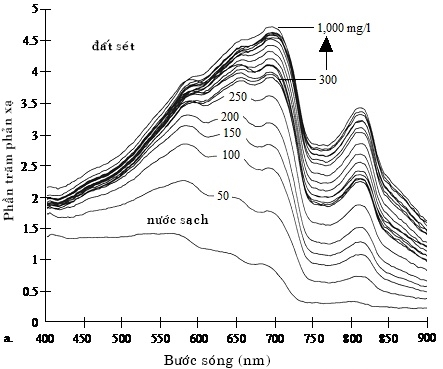 Phần trăm phản xạ
5
4.5
4
3.5
3
2.5
2
1.5
1
0.5
0
đất sét
1,000 mg/l
300
250
200
150
100
50
nước sạch
a.
400 450 500 550 600 650 700 750 800 850 900
Bước sóng (nm)